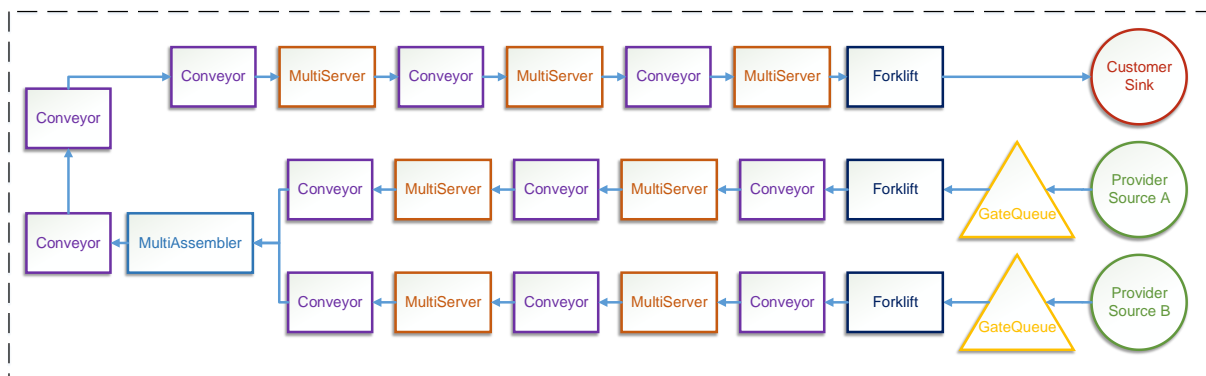 Conveyor
MultiServer
Conveyor
MultiServer
Conveyor
MultiServer
Forklift
Customer
Sink
Conveyor
Conveyor
MultiServer
Conveyor
MultiServer
Conveyor
Forklift
GateQueue
Provider
Source A
Conveyor
MultiAssembler
Conveyor
MultiServer
Conveyor
MultiServer
Conveyor
Forklift
GateQueue
Provider
Source B